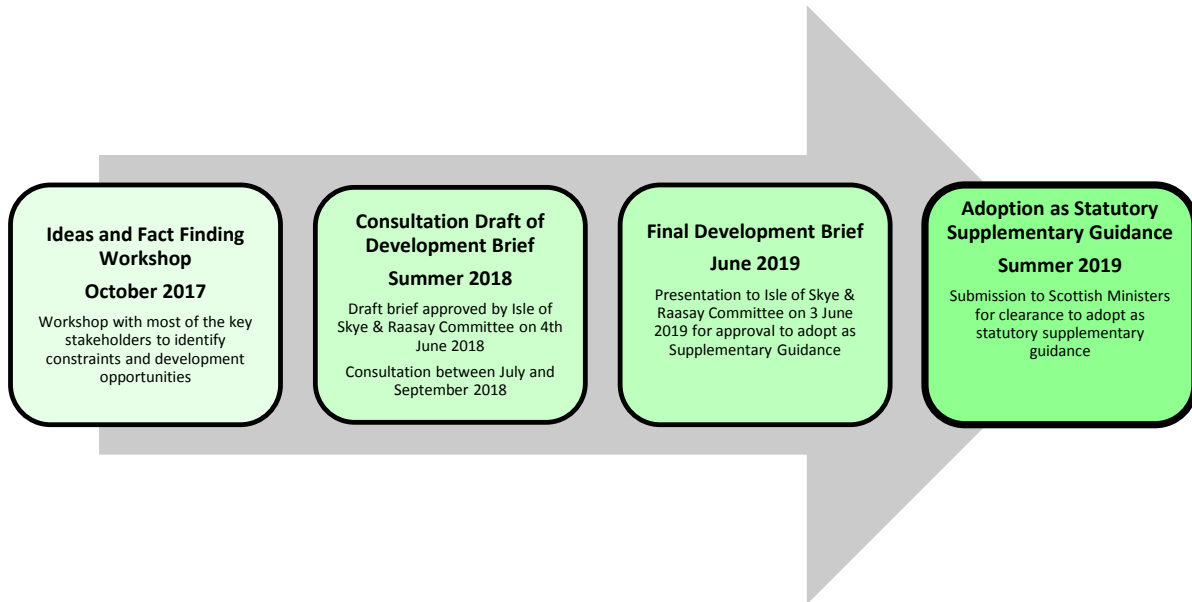 Ideas and Fact Finding
Workshop
October 2017
Workshop with most of the key
stakeholders to identify
constraints and development
opportunities
Consultation Draft of
Development Brief
Summer 2018
Draft brief approved by Isle of
Skye & Raasay Committee on 4th
June 2018
Consultation between July and
September 2018
Final Development Brief
June 2019
Presentation to Isle of Skye &
Raasay Committee on 3 June
2019 for approval to adopt as
Supplementary Guidance
Adoption as Statutory
Supplementary Guidance
Summer 2019
Submission to Scottish Ministers
for clearance to adopt as
statutory supplementary
guidance